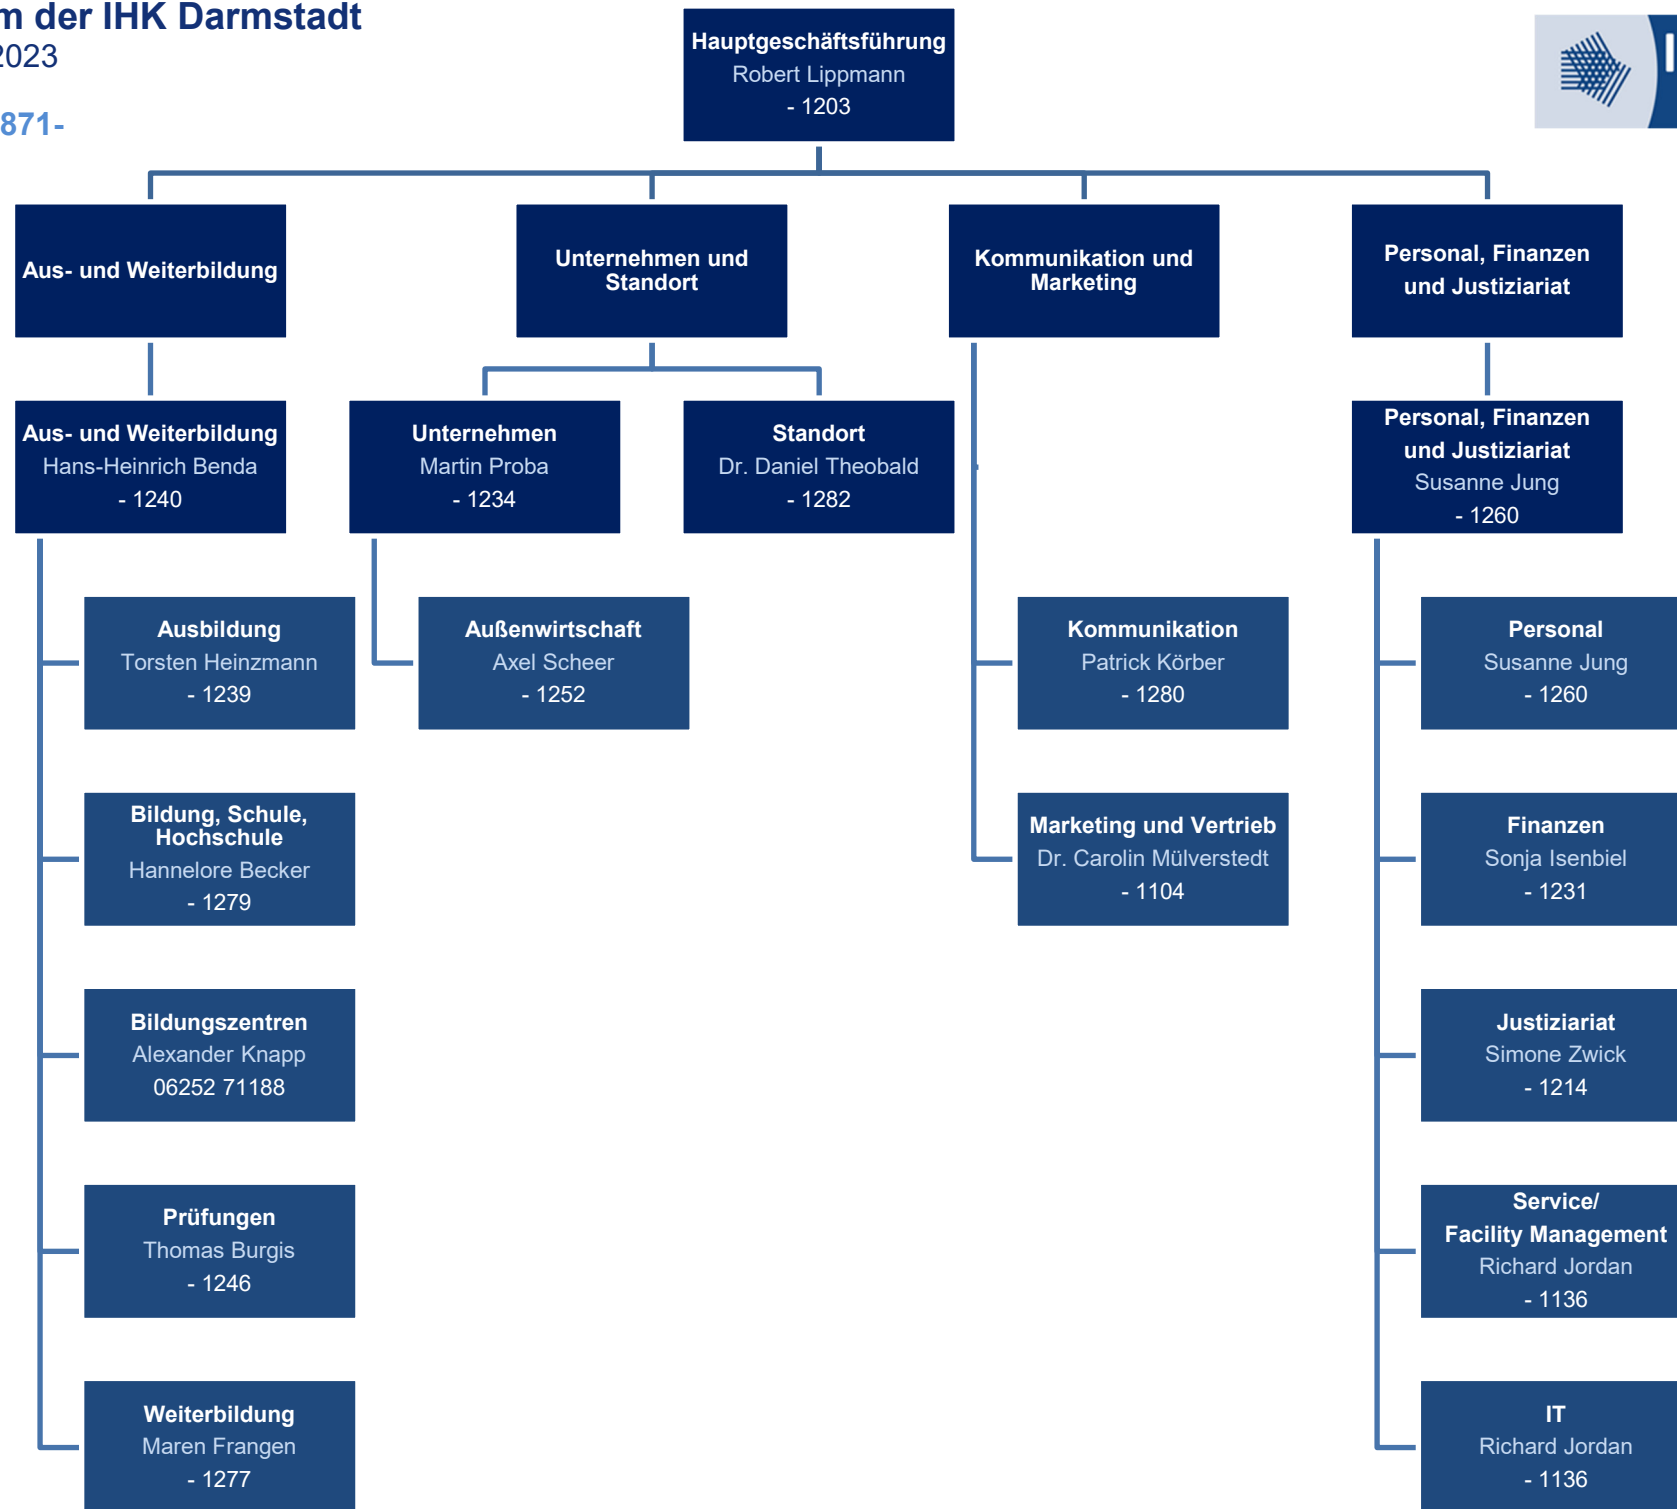 m der IHK Darmstadt
2023
871-
Hauptgeschäftsführung
Robert Lippmann
- 1203
Aus- und Weiterbildung
Unternehmen und
Standort
Kommunikation und
Marketing
Personal, Finanzen
und Justiziariat
Aus- und Weiterbildung
Hans-Heinrich Benda
- 1240
Unternehmen
Martin Proba
- 1234
Standort
Dr. Daniel Theobald
- 1282
Personal, Finanzen
und Justiziariat
Susanne Jung
- 1260
Ausbildung
Torsten Heinzmann
- 1239
Außenwirtschaft
Axel Scheer
- 1252
Kommunikation
Patrick Körber
- 1280
Personal
Susanne Jung
- 1260
Bildung, Schule,
Hochschule
Hannelore Becker
- 1279
Marketing und Vertrieb
Dr. Carolin Mülverstedt
- 1104
Finanzen
Sonja Isenbiel
- 1231
Bildungszentren
Alexander Knapp
06252 71188
Justiziariat
Simone Zwick
- 1214
Prüfungen
Thomas Burgis
- 1246
Service/
Facility Management
Richard Jordan
- 1136
Weiterbildung
Maren Frangen
- 1277
IT
Richard Jordan
- 1136